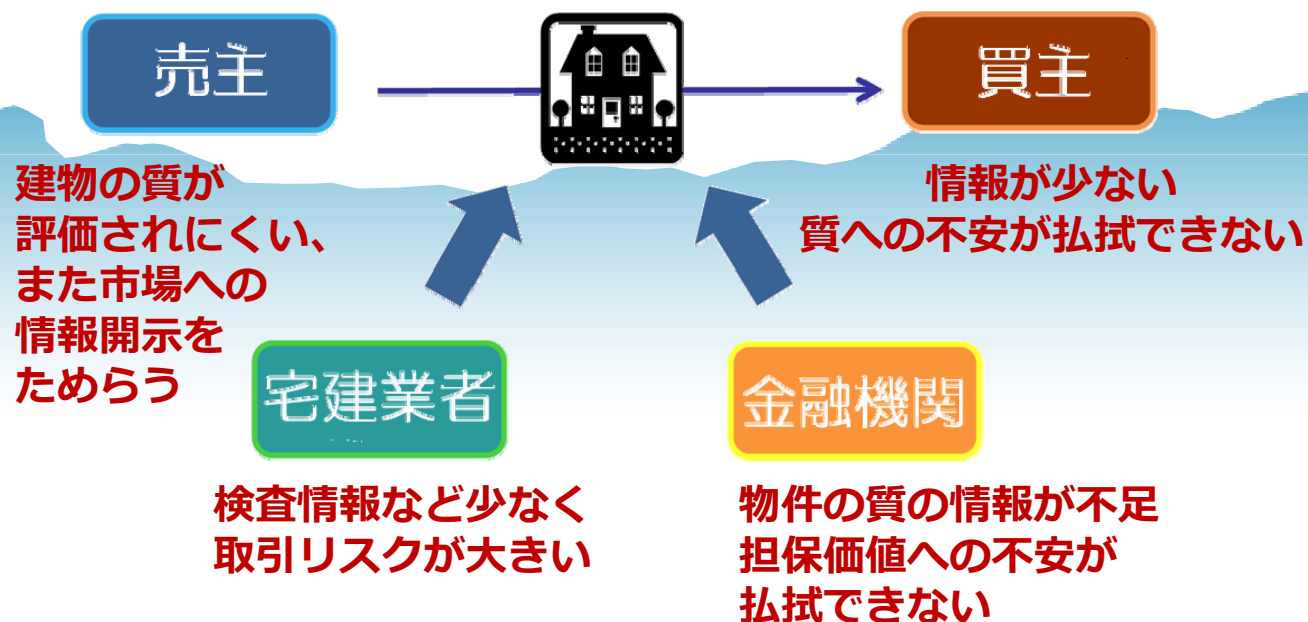 売主
買主
建物の質が
評価されにくい、
また市場への
情報開示を
ためらう
情報が少ない
質への不安が払拭できない
宅建業者
検査情報など少なく
取引リスクが大きい
金融機関
物件の質の情報が不足
担保価値への不安が
払拭できない